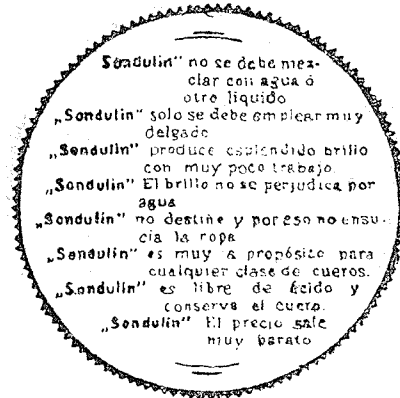 Sondulin" no se debe mez-
clar con agua ó
otro liquido
„Sondulin" solo se debe emplear muy
delgado
„Sondulin" produce esplendido brillo
con muy poco trabajo.
„Sondulin" El brillo no se perjudica por
agua
„Sondulin" no destiñe y por eso no ensu-
cia la ropa
„Sondulin" es muy a propósito para
cualquier clase de cueros.
„Sondulin" es libre de ácido y
conserva el cuero.
„Sondulin" El precio sale
muy barato